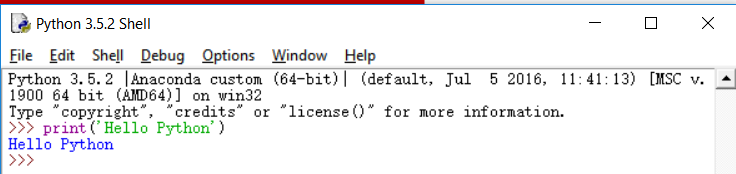 Python 3.5.2 Shell
File Edit Shell Debug Options Window Help
Python 3.5.2 |Anaconda custom (64-bit)| (default, Jul  5 2016, 11:41:13) [MSC v.
1900 64 bit (AMD64)] on win32
Type "copyright", "credits" or "license()" for more information.
>>> print('Hello Python')
Hello Python
>>>